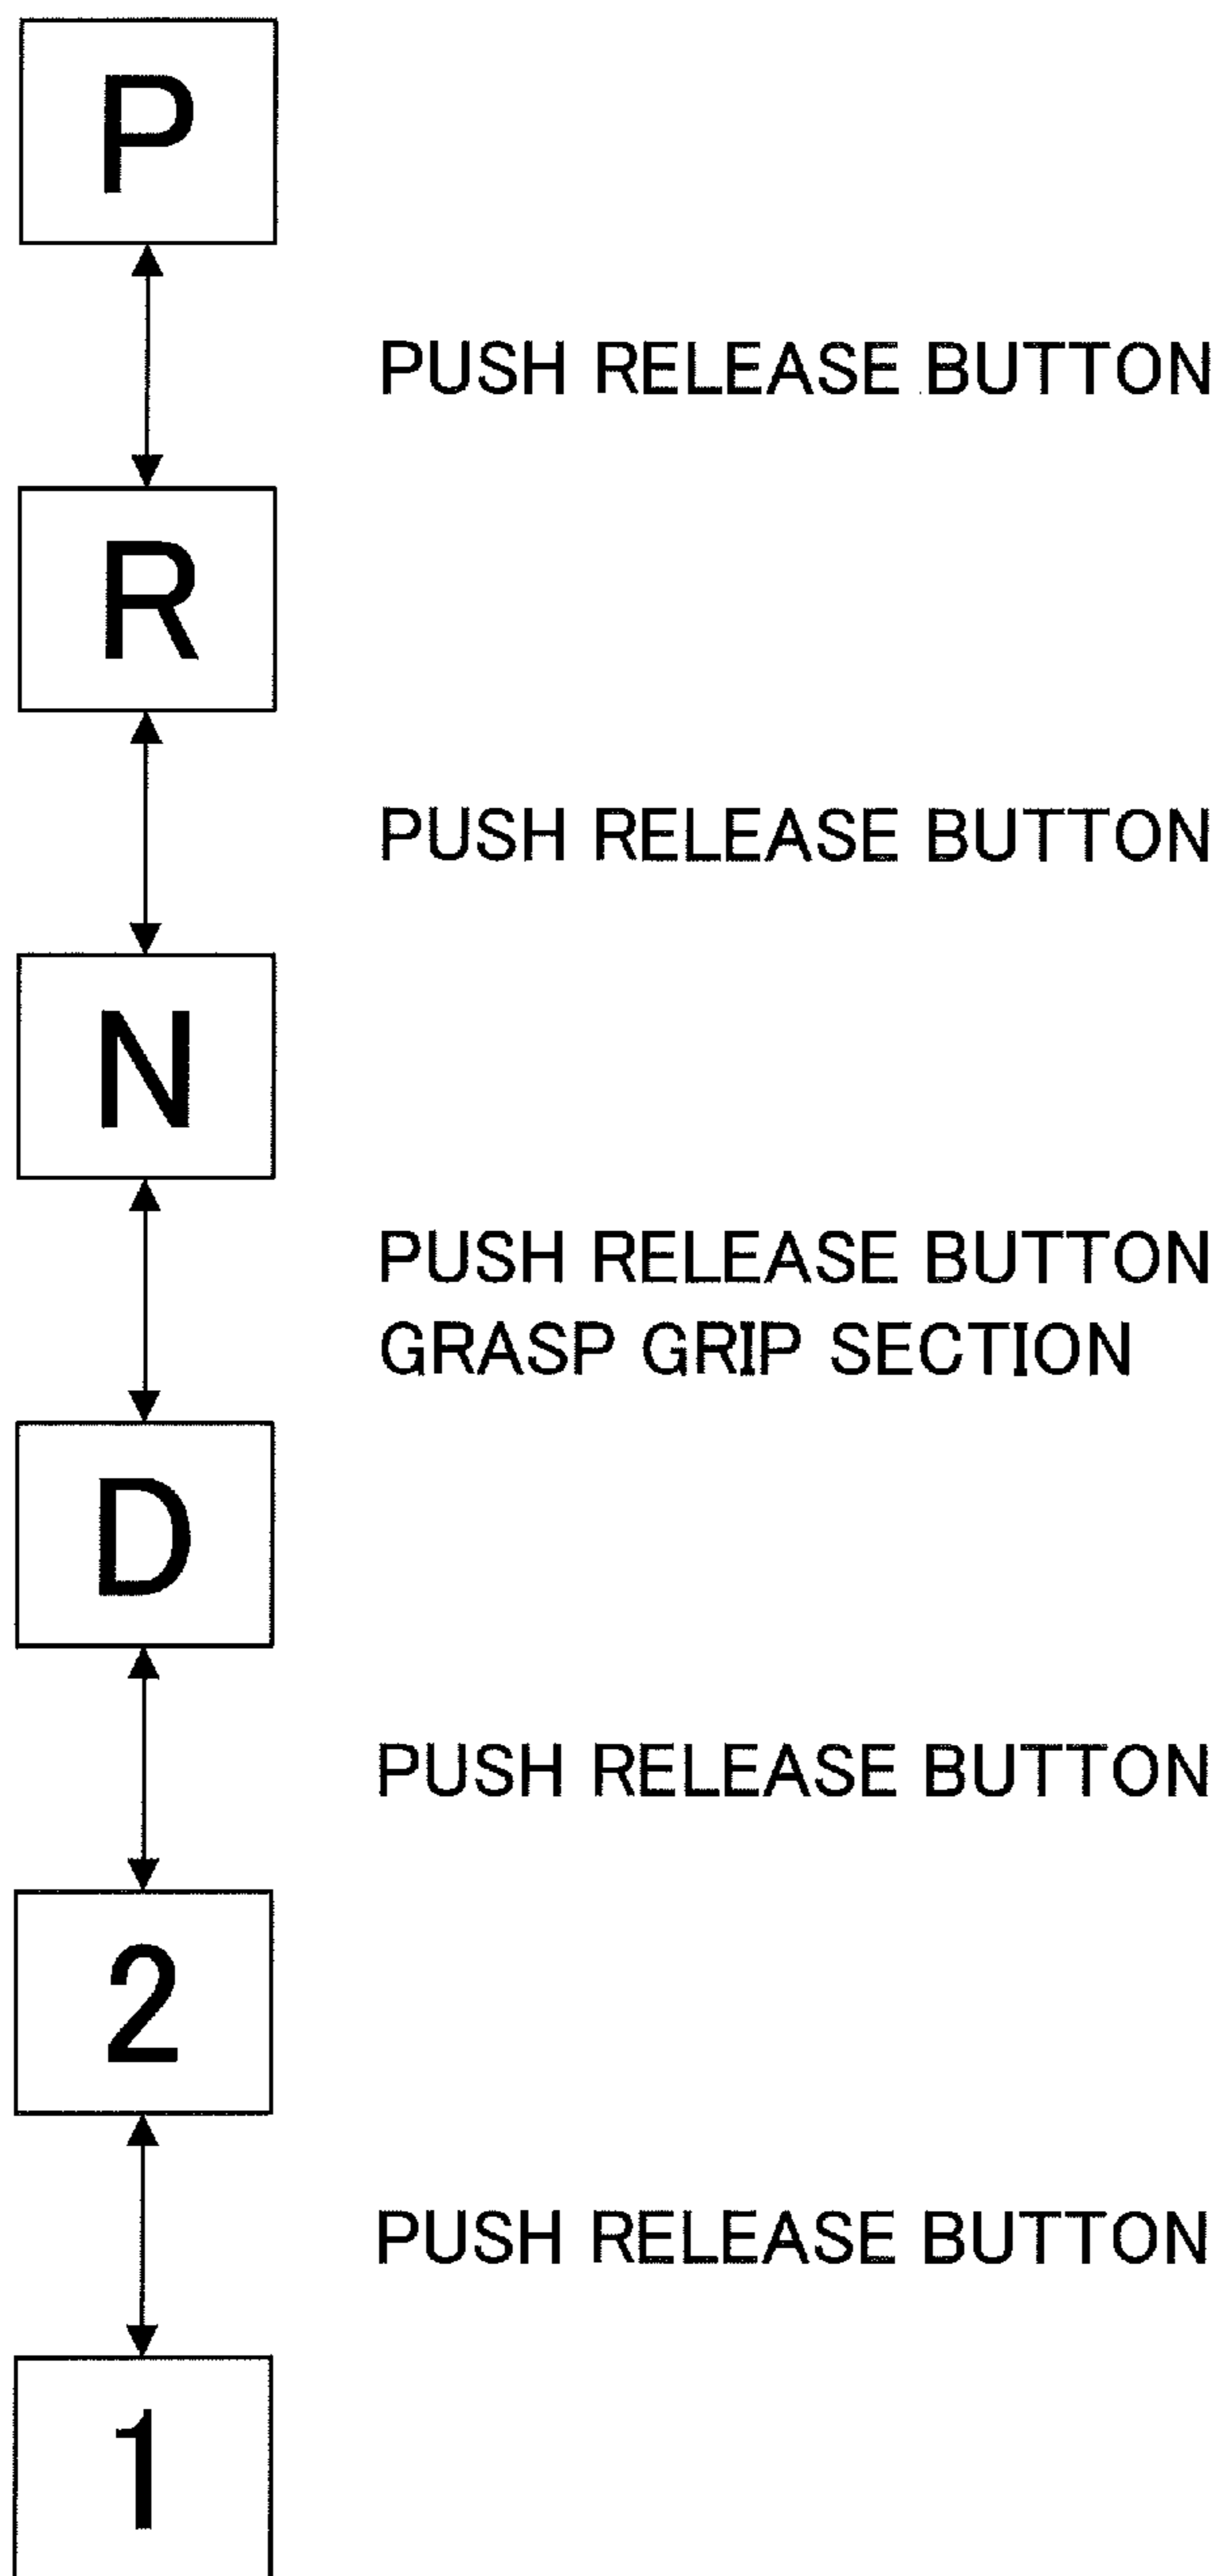 P
PUSH RELEASE BUTTON
R
PUSH RELEASE BUTTON
N
PUSH RELEASE BUTTON
GRASP GRIP SECTION
D
PUSH RELEASE BUTTON
2
PUSH RELEASE BUTTON
1